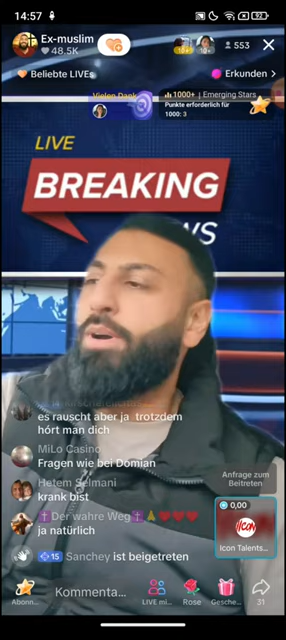 14:57
92
Ex-muslim
48.5K
553
Beliebte LIVEs
Erkunden >
Vielen Dank
1000+ | Emerging Stars
Punkte erforderlich für
1000: 3
LIVE
BREAKING
WS
es rauscht aber ja trotzdem
hört man dich
MiLo Casino
Fragen wie bei Domian
Hetem Selmani
krank bist
Der wahre Weg
ja natürlich
15 Sanchey ist beigetreten
Anfrage zum
Beitreten
0,00
ICON
Icon Talents...
Kommenta...
Abonn...
LIVE mi...
Rose
Gesche...
31